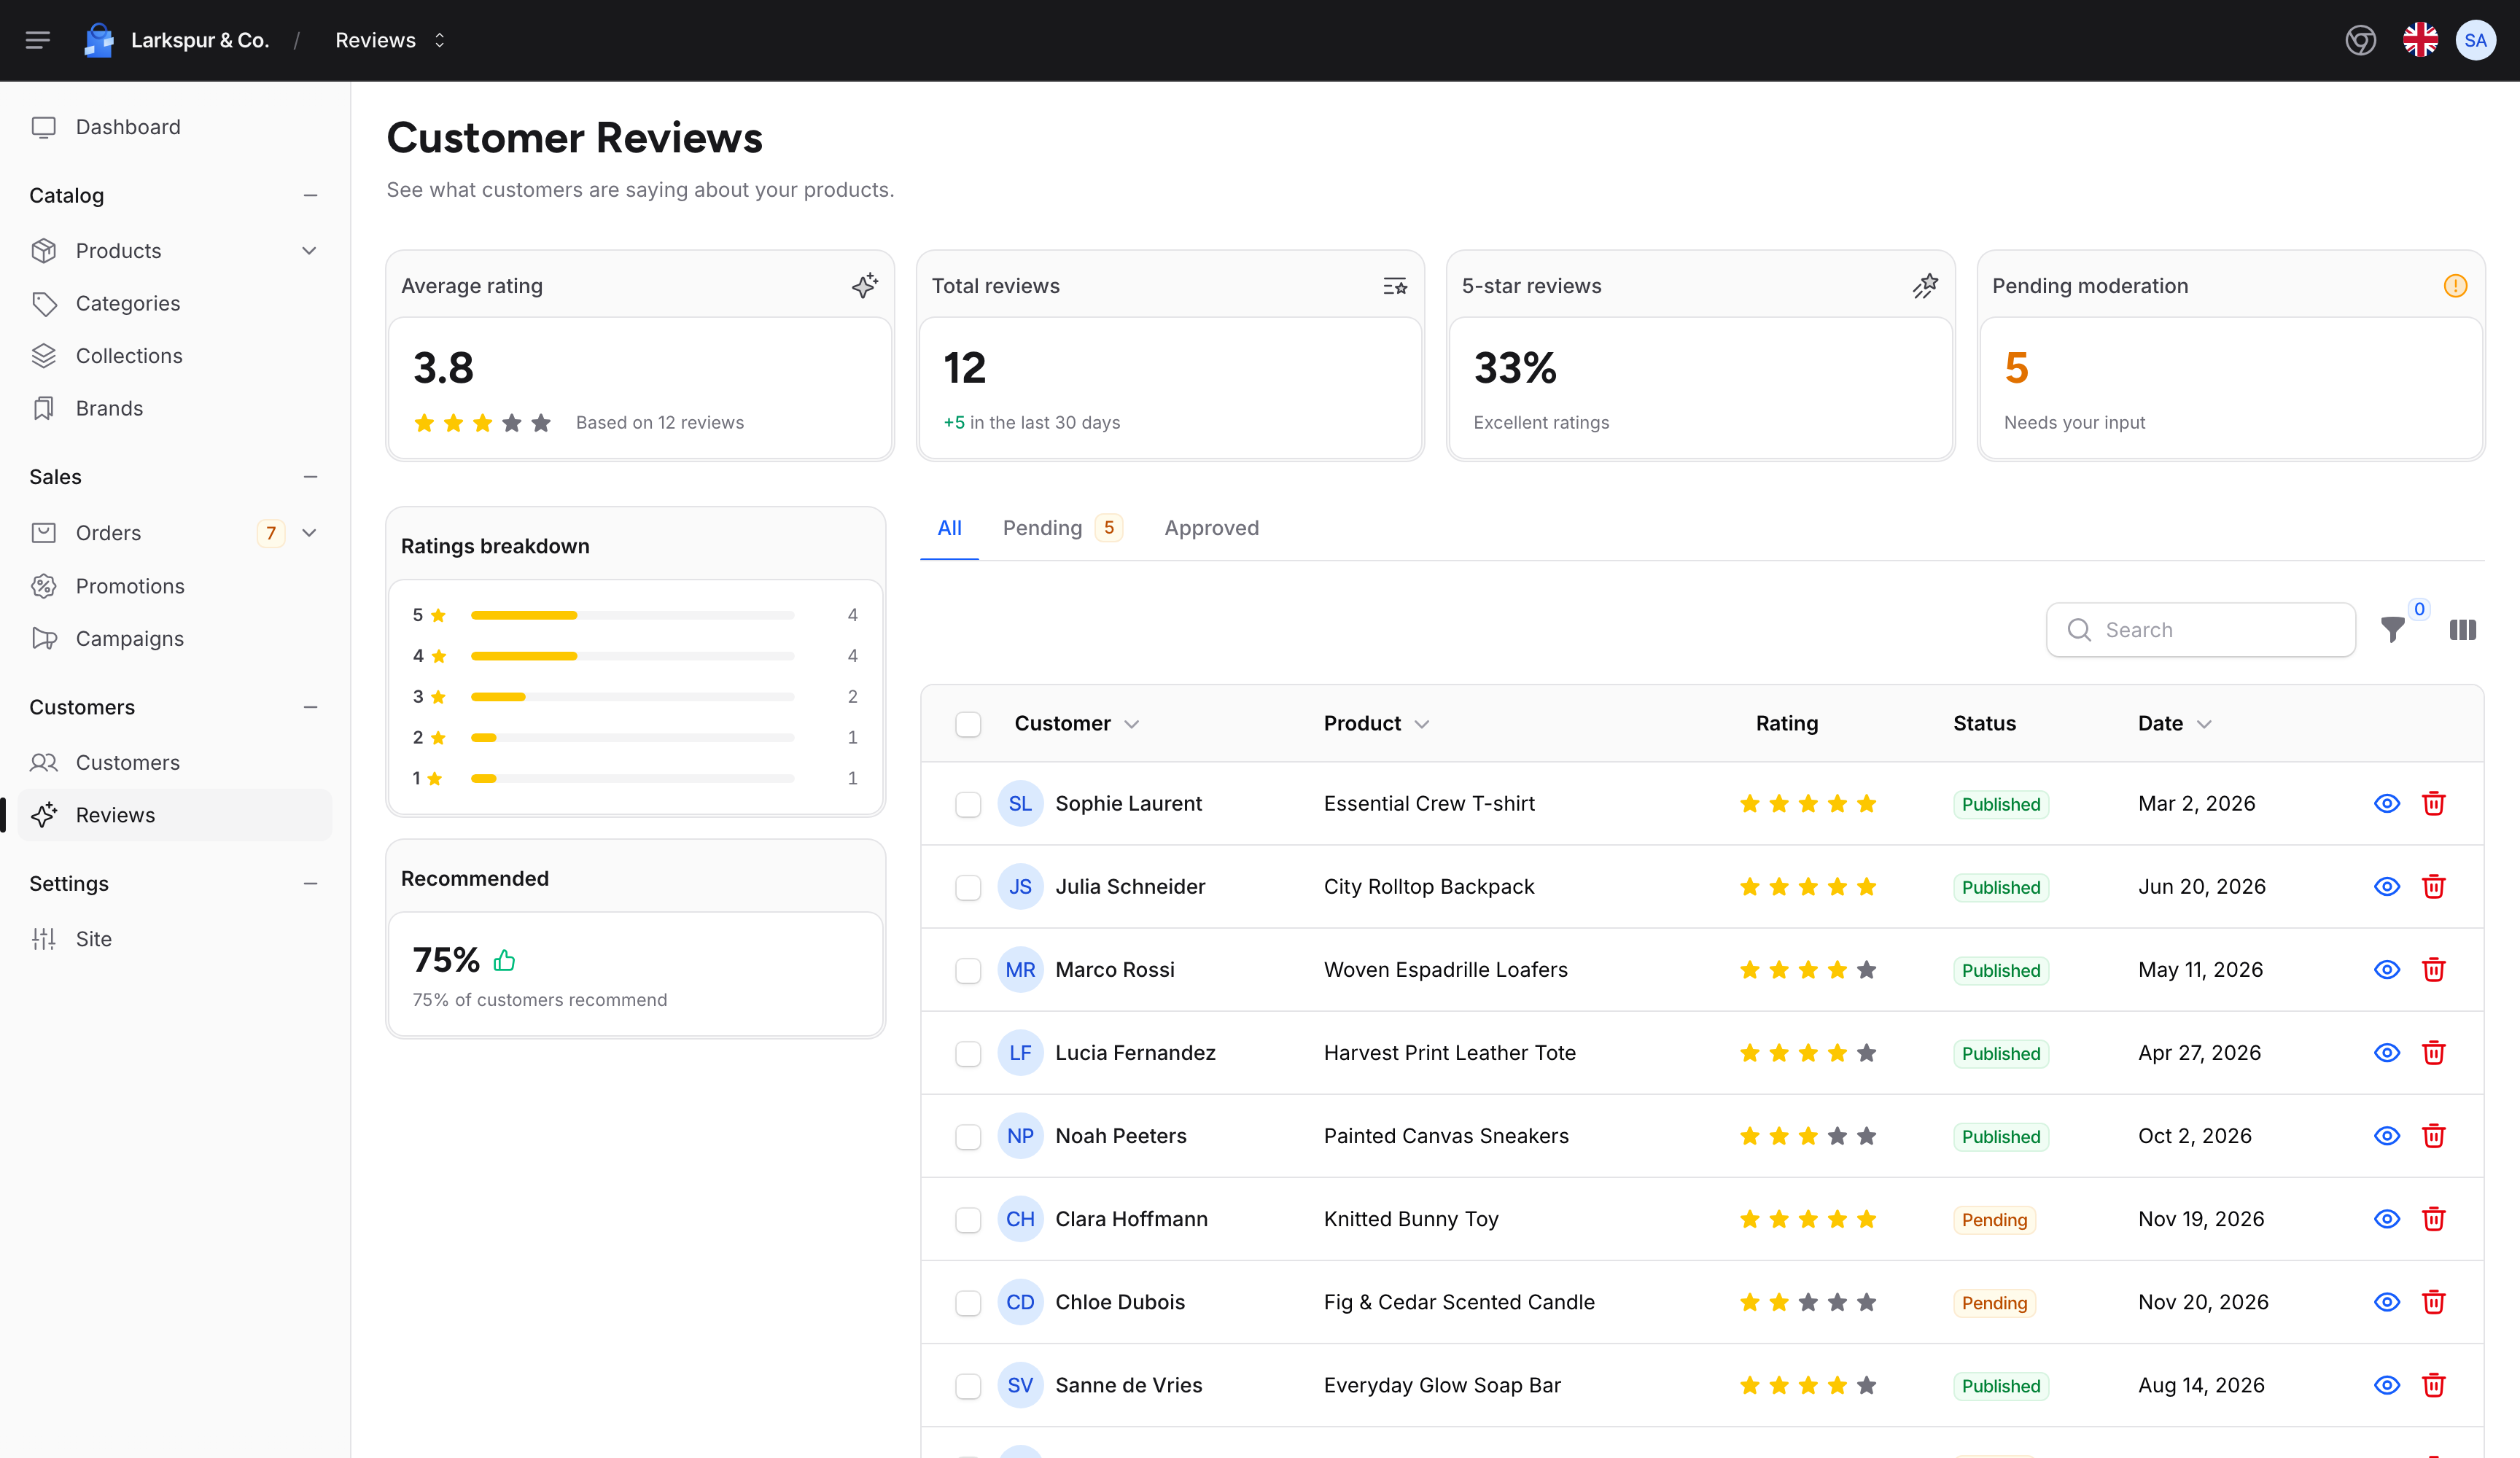 Larkspur & Co. / Reviews
SA
Dashboard
Catalog
Products
Categories
Collections
Brands
Sales
Orders 7
Promotions
Campaigns
Customers
Customers
Reviews
Settings
Site
Customer Reviews
See what customers are saying about your products.
Average rating
3.8
Based on 12 reviews
Total reviews
12
+5 in the last 30 days
5-star reviews
33%
Excellent ratings
Pending moderation
5
Needs your input
Ratings breakdown
5 4
4 4
3 2
2 1
1 1
Recommended
75%
75% of customers recommend
All Pending 5 Approved
Search
0
Customer Product Rating Status Date
SL Sophie Laurent Essential Crew T-shirt Published Mar 2, 2026
JS Julia Schneider City Rolltop Backpack Published Jun 20, 2026
MR Marco Rossi Woven Espadrille Loafers Published May 11, 2026
LF Lucia Fernandez Harvest Print Leather Tote Published Apr 27, 2026
NP Noah Peeters Painted Canvas Sneakers Published Oct 2, 2026
CH Clara Hoffmann Knitted Bunny Toy Pending Nov 19, 2026
CD Chloe Dubois Fig & Cedar Scented Candle Pending Nov 20, 2026
SV Sanne de Vries Everyday Glow Soap Bar Published Aug 14, 2026